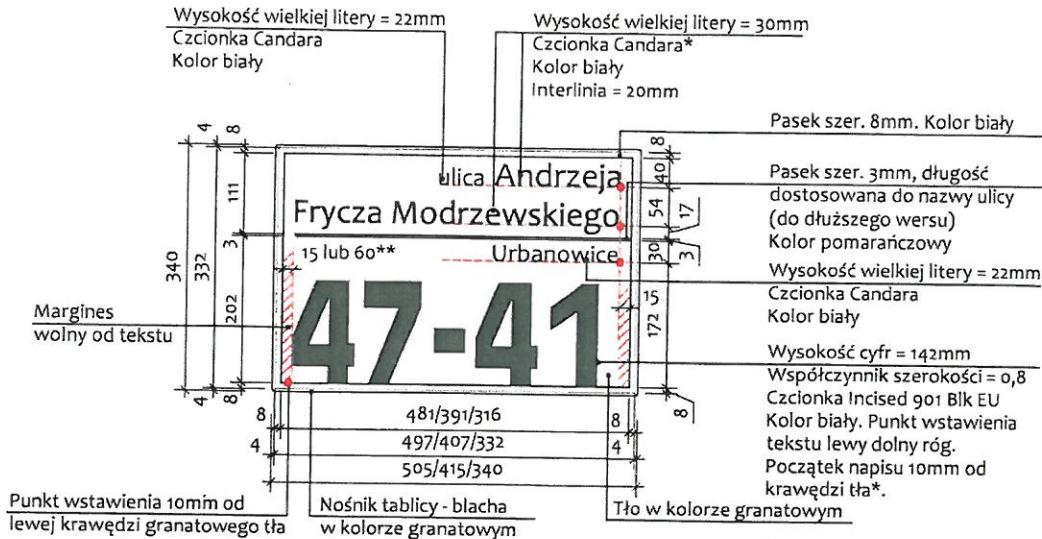 Wysokość wielkiej litery = 22mm
Czcionka Candara
Kolor biały
Wysokość wielkiej litery = 30mm
Czcionka Candara*
Kolor biały
Interlinia = 20mm
Pasek szer. 8mm. Kolor biały
Pasek szer. 3mm, długość
dostosowana do nazwy ulicy
(do dłuższego wersu)
Kolor pomarańczowy
Wysokość wielkiej litery = 22mm
Czcionka Candara
Kolor biały
Wysokość cyfr = 142mm
Współczynnik szerokości = 0,8
Czcionka Incised 901 Blk EU
Kolor biały. Punkt wstawienia
tekstu lewy dolny róg.
Początek napisu 10mm od
krawędzi tła*.
4 8
340 332 111 3 202
4 8
ulica Andrzeja
Frycza Modrzewskiego
15 lub 60** Urbanowice
47-41
8
40
54 17
30 3
15
172
8
Margines
wolny od tekstu
8 481/391/316 8
4 497/407/332 4
505/415/340
Punkt wstawienia 10mm od
lewej krawędzi granatowego tła
Nośnik tablicy - blacha
w kolorze granatowym
Tło w kolorze granatowym